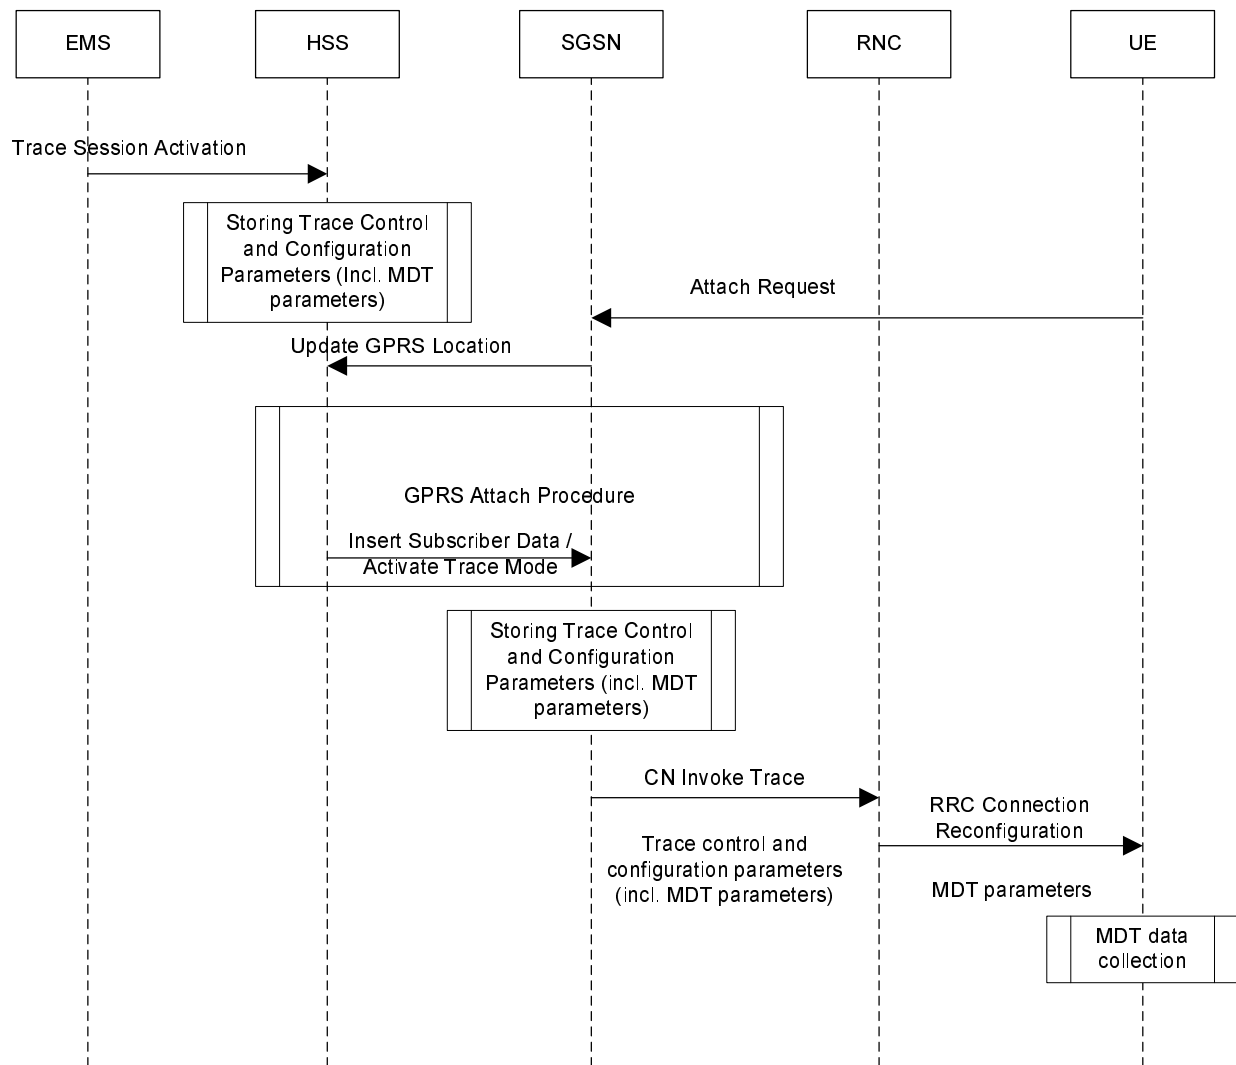 EMS
HSS
SGSN
RNC
UE
Trace Session Activation
Storing Trace Control
and Configuration
Parameters (Incl. MDT
parameters)
Attach Request
Update GPRS Location
GPRS Attach Procedure
Insert Subscriber Data /
Activate Trace Mode
Storing Trace Control
and Configuration
Parameters (incl. MDT
parameters)
CN Invoke Trace
RRC Connection
Reconfiguration
Trace control and
configuration parameters
(incl. MDT parameters)
MDT parameters
MDT data
collection